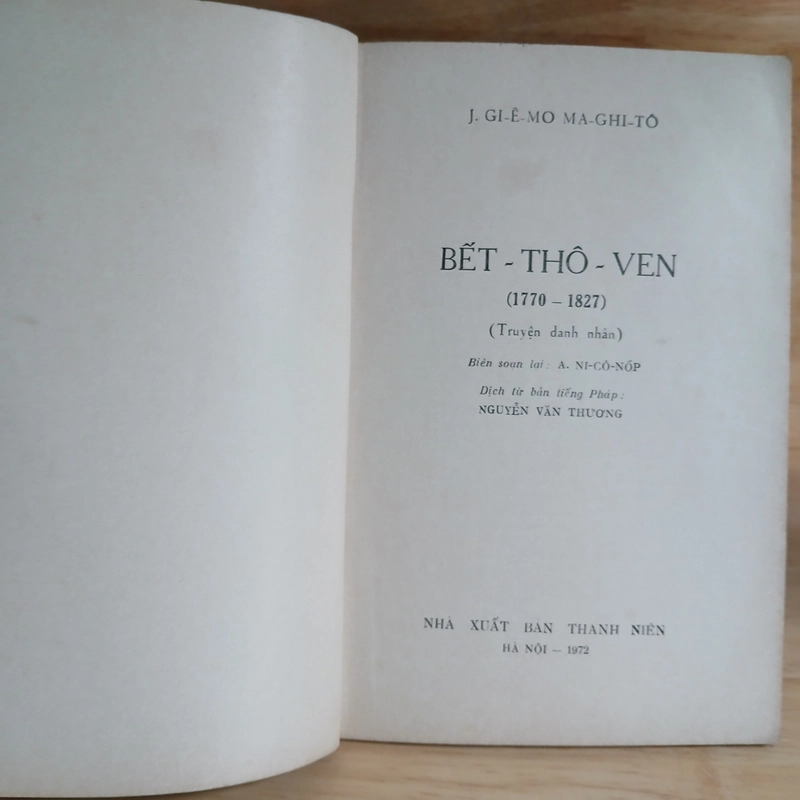 J. GI-Ê-MO MA-GHI-TÔ
BẾT - THÔ - VEN
(1770 – 1827)
(Truyện danh nhân)
Biên soạn lại: A. NI-CÔ-NỐP
Dịch từ bản tiếng Pháp:
NGUYỄN VĂN THƯƠNG
NHÀ XUẤT BẢN THANH NIÊN
HÀ NỘI — 1972